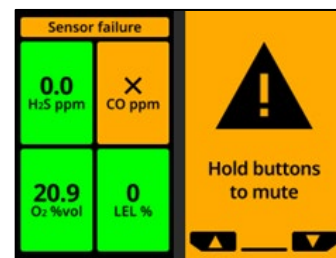 Sensor failure
0.0
H₂S ppm
X
CO ppm
20.9
O₂ %vol
0
LEL %
!
Hold buttons
to mute